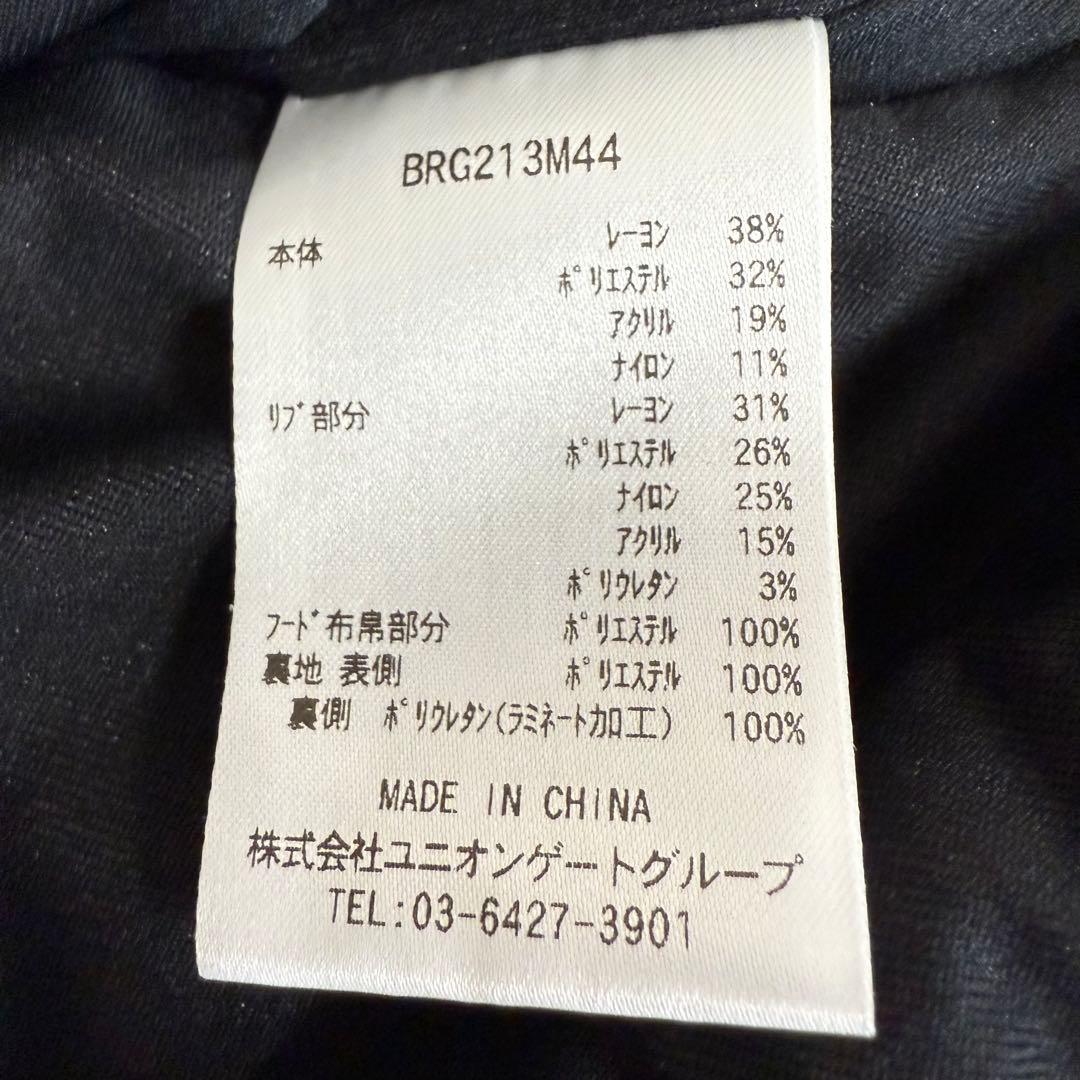 BRG213M44
本体 レーヨン 38%
ポリエステル 32%
アクリル 19%
ナイロン 11%
リブ部分 レーヨン 31%
ポリエステル 26%
ナイロン 25%
アクリル 15%
ポリウレタン 3%
フード布帛部分 ポリエステル 100%
裏地 表側 ポリエステル 100%
裏側 ポリウレタン(ラミネート加工) 100%
MADE IN CHINA
株式会社ユニオンゲートグループ
TEL:03-6427-3901